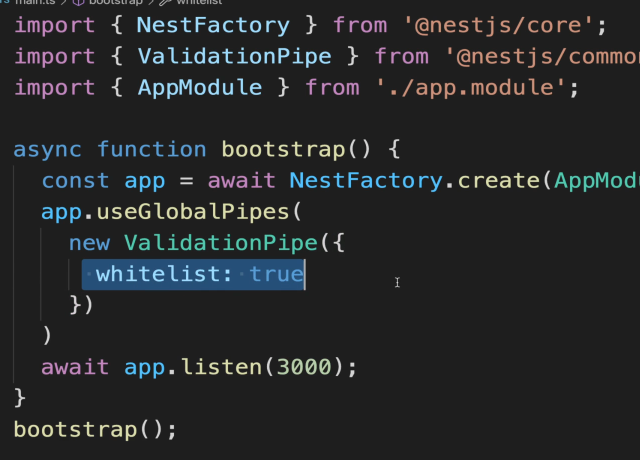 main.ts > bootstrap > whitelist
import { NestFactory } from '@nestjs/core';
import { ValidationPipe } from '@nestjs/commo
import { AppModule } from './app.module';
async function bootstrap() {
const app = await NestFactory.create(AppModu
app.useGlobalPipes(
new ValidationPipe({
whitelist: true
})
)
await app.listen(3000);
}
bootstrap();